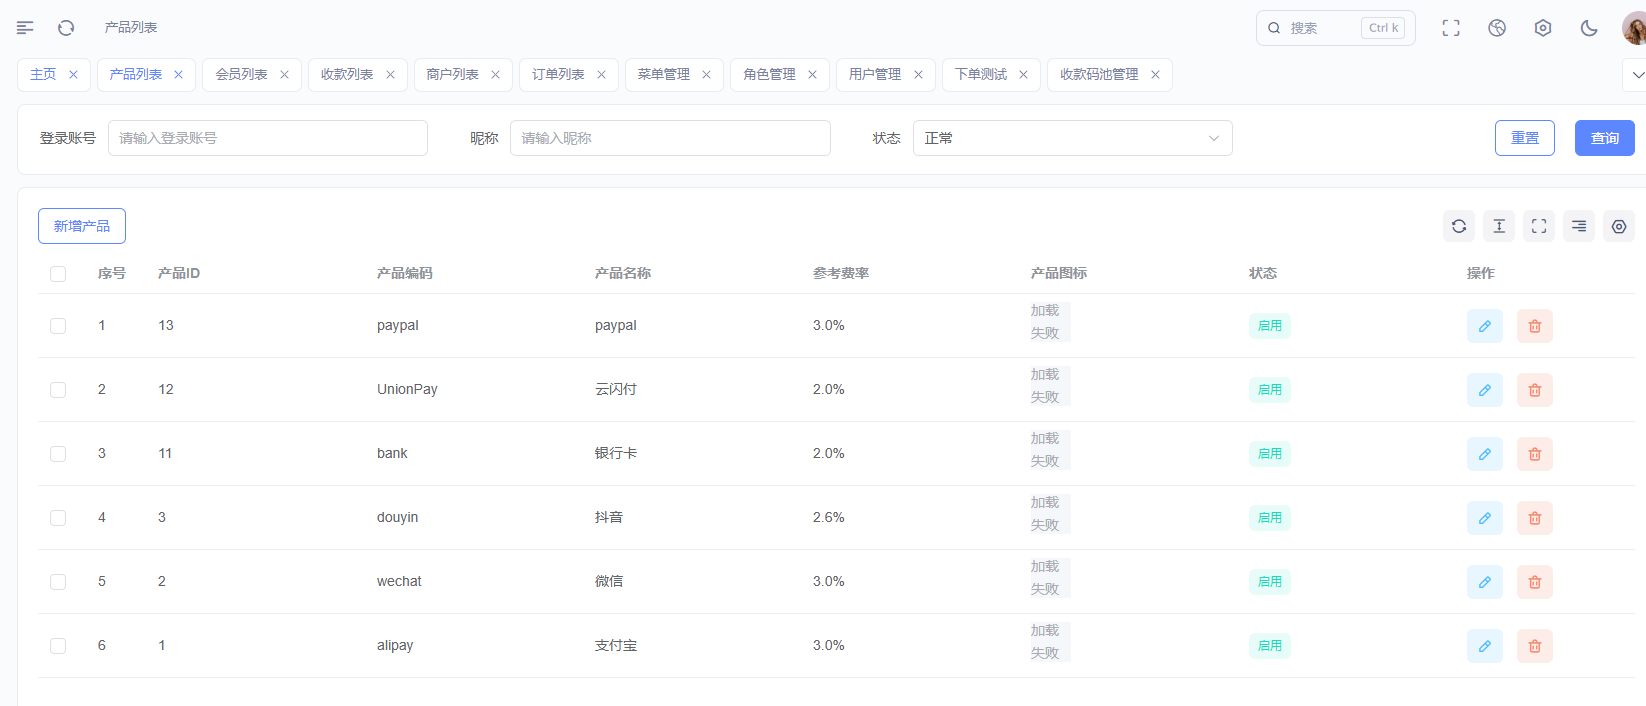 产品列表
搜索 Ctrl k
主页 产品列表 会员列表 收款列表 商户列表 订单列表 菜单管理 角色管理 用户管理 下单测试 收款码池管理
登录账号 请输入登录账号 昵称 请输入昵称 状态 正常 重置 查询
新增产品
序号 产品ID 产品编码 产品名称 参考费率 产品图标 状态 操作
1 13 paypal paypal 3.0% 加载失败 启用
2 12 UnionPay 云闪付 2.0% 加载失败 启用
3 11 bank 银行卡 2.0% 加载失败 启用
4 3 douyin 抖音 2.6% 加载失败 启用
5 2 wechat 微信 3.0% 加载失败 启用
6 1 alipay 支付宝 3.0% 加载失败 启用